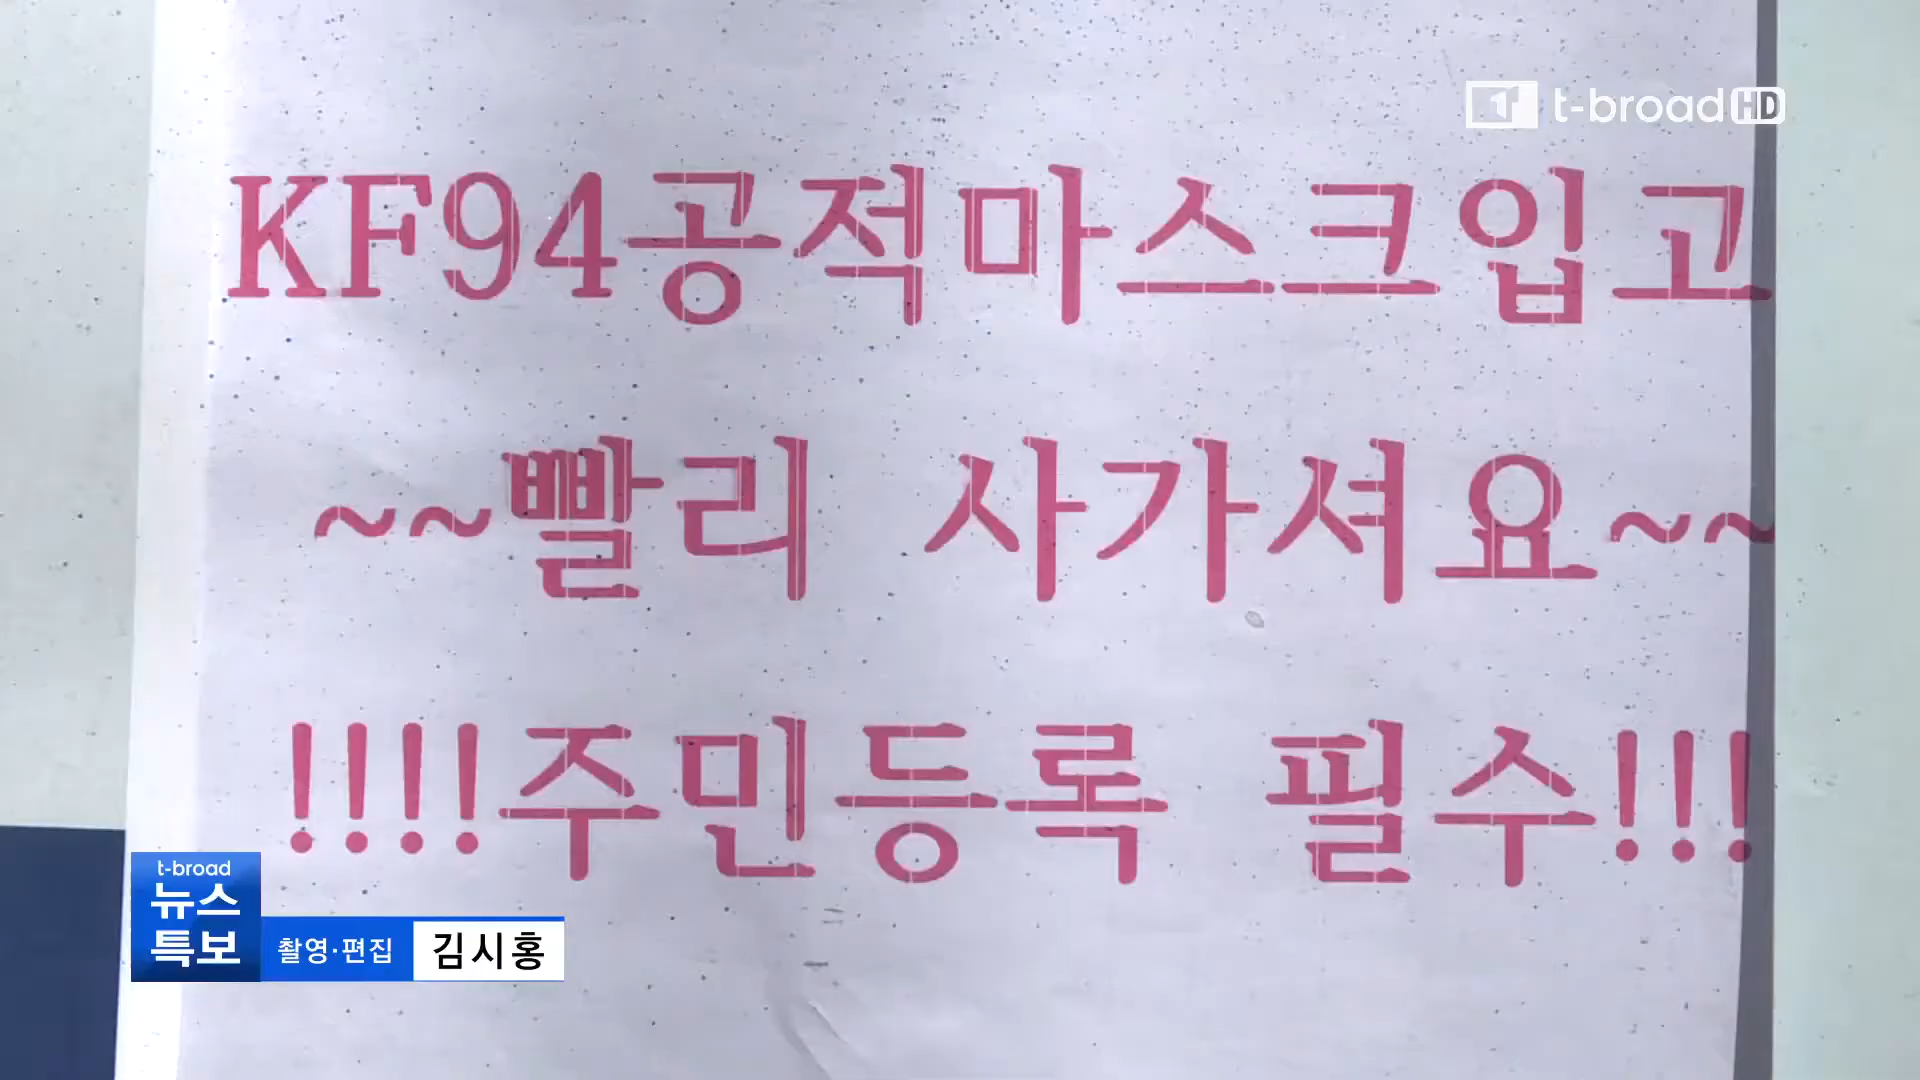 t-broad HD
KF94공적마스크입고
~~빨리 사가셔요~~
!!!!주민등록 필수!!!
t-broad
뉴스
특보
촬영·편집 김시홍